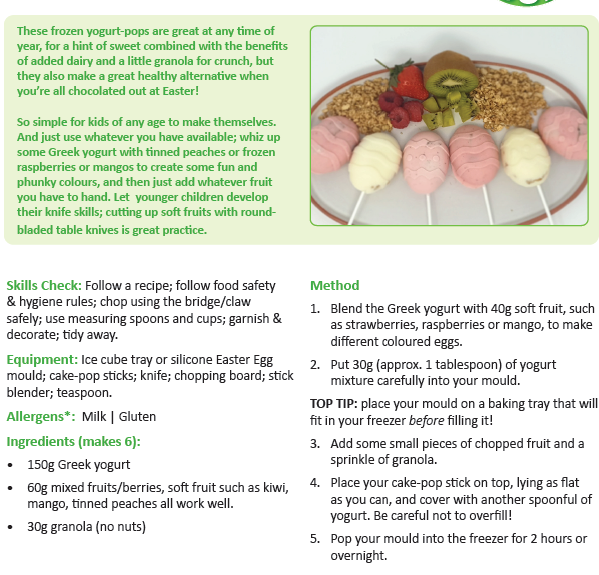 These frozen yogurt-pops are great at any time of
year, for a hint of sweet combined with the benefits
of added dairy and a little granola for crunch, but
they also make a great healthy alternative when
you're all chocolated out at Easter!
So simple for kids of any age to make themselves.
And just use whatever you have available; whiz up
some Greek yogurt with tinned peaches or frozen
raspberries or mangos to create some fun and
phunky colours, and then just add whatever fruit
you have to hand. Let younger children develop
their knife skills; cutting up soft fruits with round-
bladed table knives is great practice.
Skills Check: Follow a recipe; follow food safety
& hygiene rules; chop using the bridge/claw
safely; use measuring spoons and cups; garnish &
decorate; tidy away.
Equipment: Ice cube tray or silicone Easter Egg
mould; cake-pop sticks; knife; chopping board; stick
blender; teaspoon.
Allergens*: Milk | Gluten
Ingredients (makes 6):
• 150g Greek yogurt
• 60g mixed fruits/berries, soft fruit such as kiwi,
mango, tinned peaches all work well.
• 30g granola (no nuts)
Method
1. Blend the Greek yogurt with 40g soft fruit, such
as strawberries, raspberries or mango, to make
different coloured eggs.
2. Put 30g (approx. 1 tablespoon) of yogurt
mixture carefully into your mould.
TOP TIP: place your mould on a baking tray that will
fit in your freezer before filling it!
3. Add some small pieces of chopped fruit and a
sprinkle of granola.
4. Place your cake-pop stick on top, lying as flat
as you can, and cover with another spoonful of
yogurt. Be careful not to overfill!
5. Pop your mould into the freezer for 2 hours or
overnight.